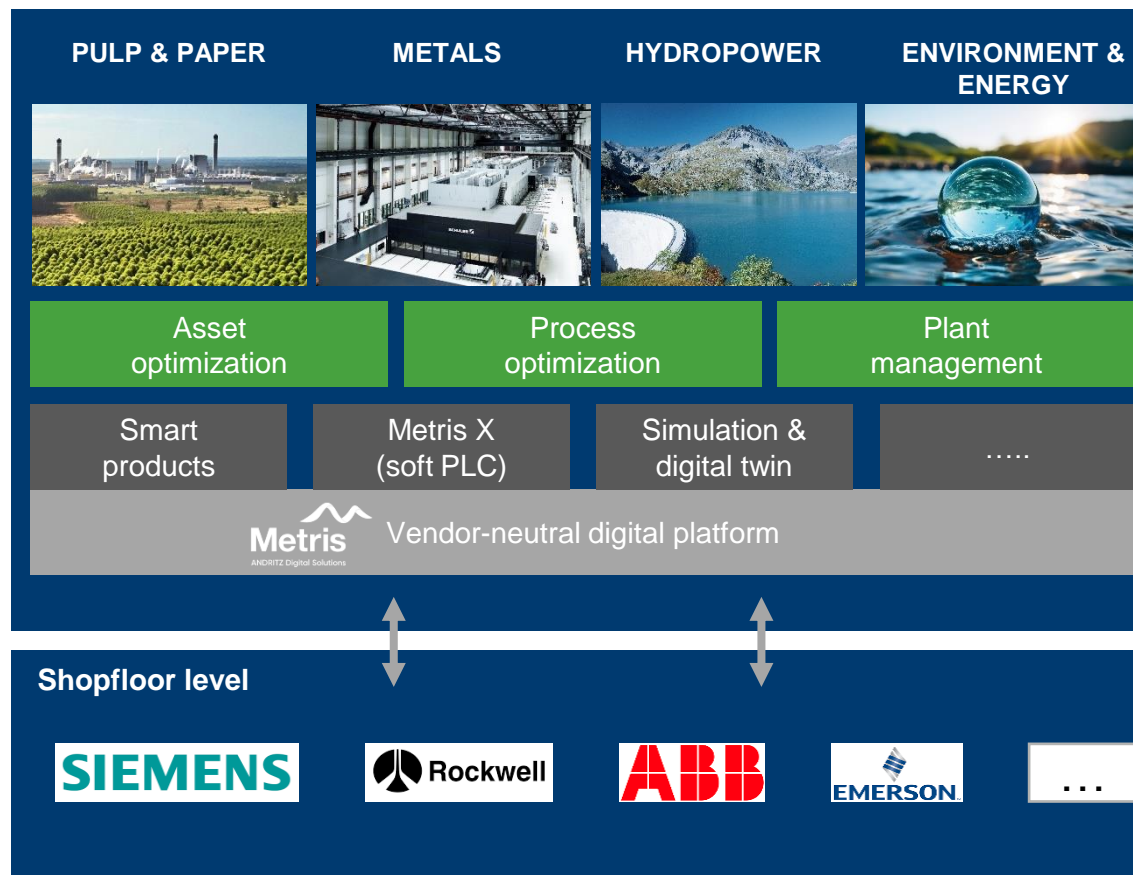 PULP & PAPER
METALS
HYDROPOWER
ENVIRONMENT &
ENERGY
SCHULER
Asset
optimization
Process
optimization
Plant
management
Smart
products
Metris X
(soft PLC)
Simulation &
digital twin
.....
Metris
ANDRITZ Digital Solutions
Vendor-neutral digital platform
Shopfloor level
SIEMENS
Rockwell
ABB
EMERSON
...